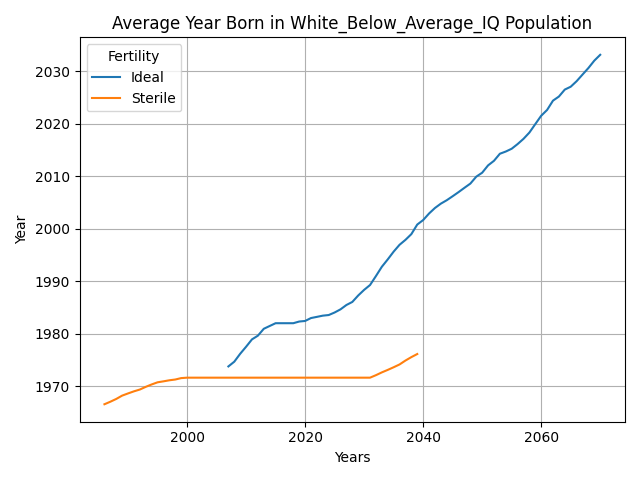 Average Year Born in White_Below_Average_IQ Population
Fertility
Ideal
Sterile
Year
2030
2020
2010
2000
1990
1980
1970
2000 2020 2040 2060
Years